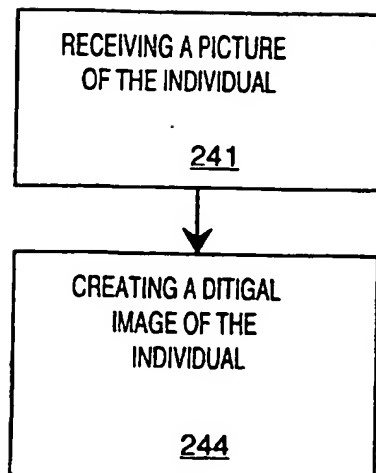 RECEIVING A PICTURE
OF THE INDIVIDUAL
241
CREATING A DITIGAL
IMAGE OF THE
INDIVIDUAL
244